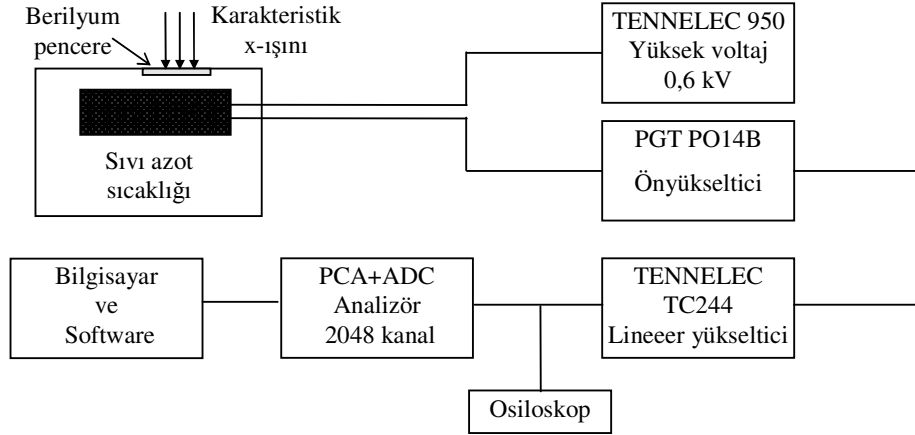 Berilyum
pencere
Karakteristik
x-ışını
TENNELEC 950
Yüksek voltaj
0,6 kV
Sıvı azot
sıcaklığı
PGT PO14B
Önyükseltici
Bilgisayar
ve
Software
PCA+ADC
Analizör
2048 kanal
TENNELEC
TC244
Lineeer yükseltici
Osiloskop